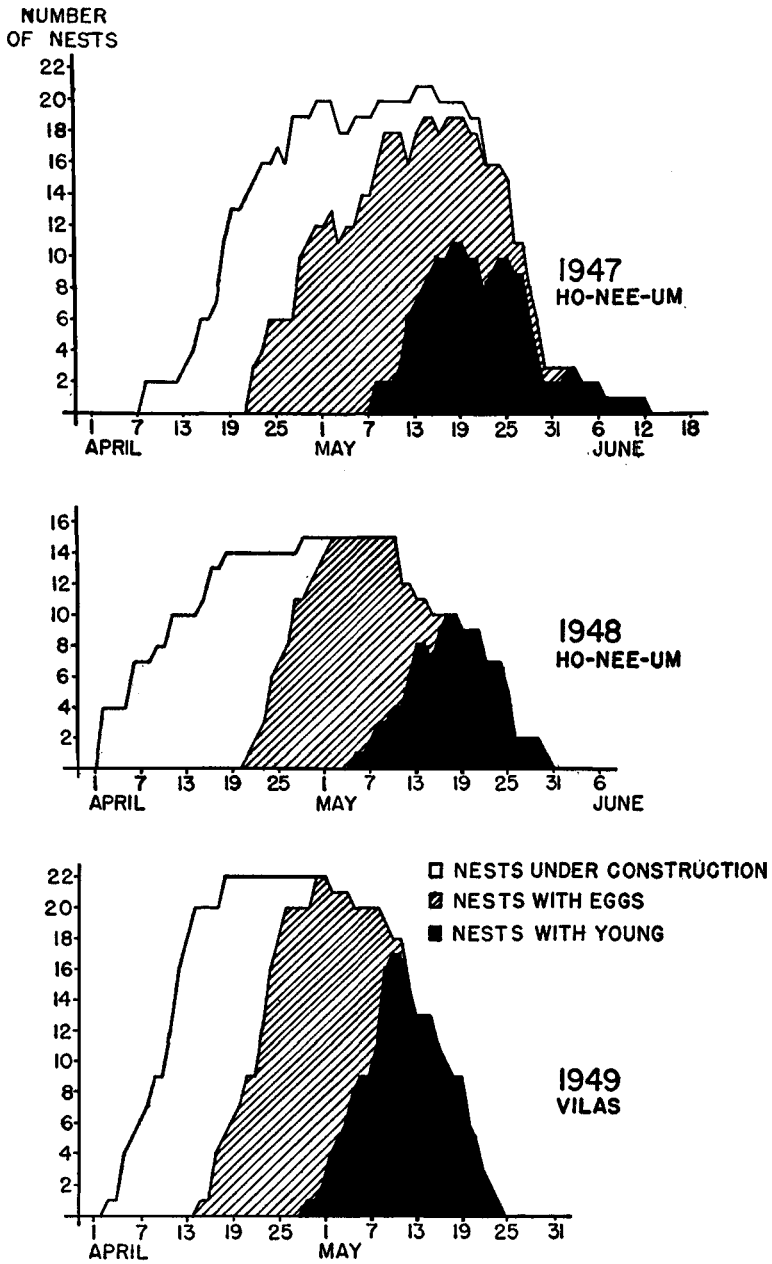 NUMBER
OF NESTS
22
20
18
16
14
12
10
8
6
4
2
1 7 13 19 25 1 7 13 19 25 31 6 12 18
APRIL MAY JUNE
1947
HO-NEE-UM
16
14
12
10
8
6
4
2
1 7 13 19 25 1 7 13 19 25 31 6
APRIL MAY JUNE
1948
HO-NEE-UM
22
20
18
16
14
12
10
8
6
4
2
1 7 13 19 25 1 7 13 19 25 31
APRIL MAY
NESTS UNDER CONSTRUCTION
NESTS WITH EGGS
NESTS WITH YOUNG
1949
VILAS